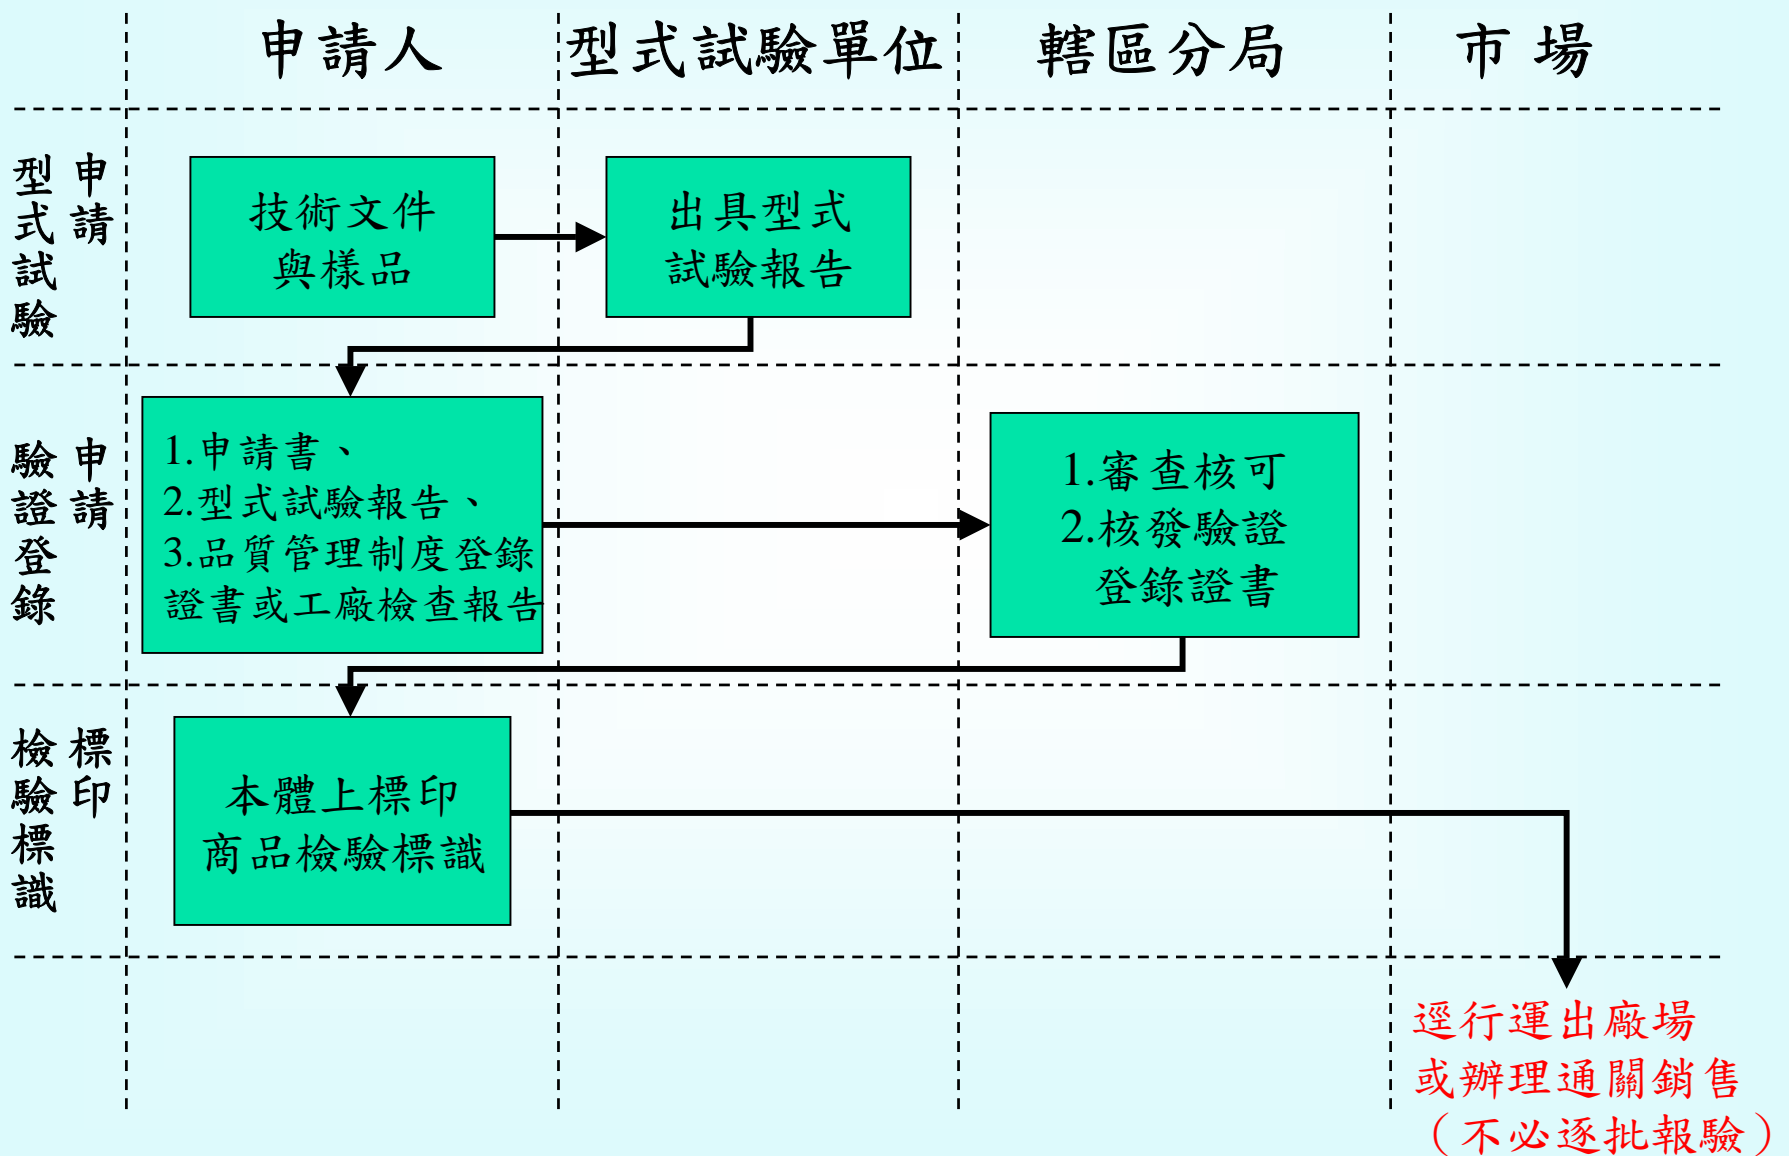 申請人
型式試驗單位
轄區分局
市場
申請
型式試驗
技術文件
與樣品
出具型式
試驗報告
申請
驗證登錄
1.申請書、
2.型式試驗報告、
3.品質管理制度登錄
證書或工廠檢查報告
1.審查核可
2.核發驗證
登錄證書
標印
檢驗標識
本體上標印
商品檢驗標識
逕行運出廠場
或辦理通關銷售
（不必逐批報驗）